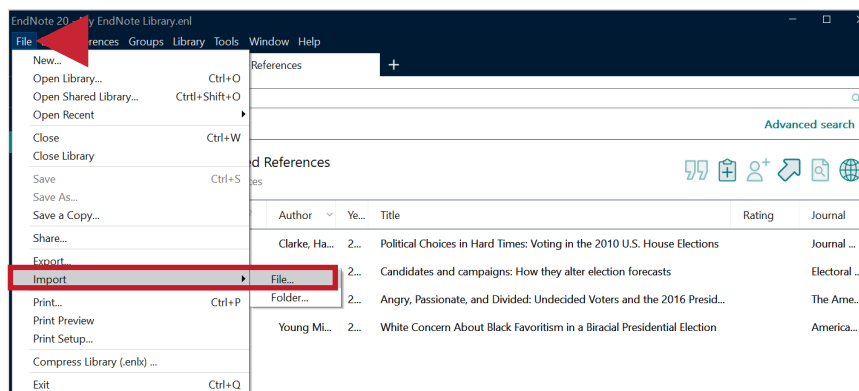 EndNote 20 - My EndNote Library.enl
File References Groups Library Tools Window Help
New...
References
Open Library... Ctrl+O
Open Shared Library... Ctrtl+Shift+O
Open Recent
Advanced search
Close Ctrl+W
Close Library
References
Save Ctrl+S
Save As...
Save a Copy...
Author Ye... Title Rating Journal
Share...
Clarke, Ha... 2... Political Choices in Hard Times: Voting in the 2010 U.S. House Elections Journal ...
Export...
2... Candidates and campaigns: How they alter election forecasts Electoral ..
Import File...
Folder...
Print... Ctrl+P
2... Angry, Passionate, and Divided: Undecided Voters and the 2016 Presid... The Ame..
Print Preview
Young Mi... 2... White Concern About Black Favoritism in a Biracial Presidential Election America...
Print Setup...
Compress Library (.enlx) ...
Exit Ctrl+Q